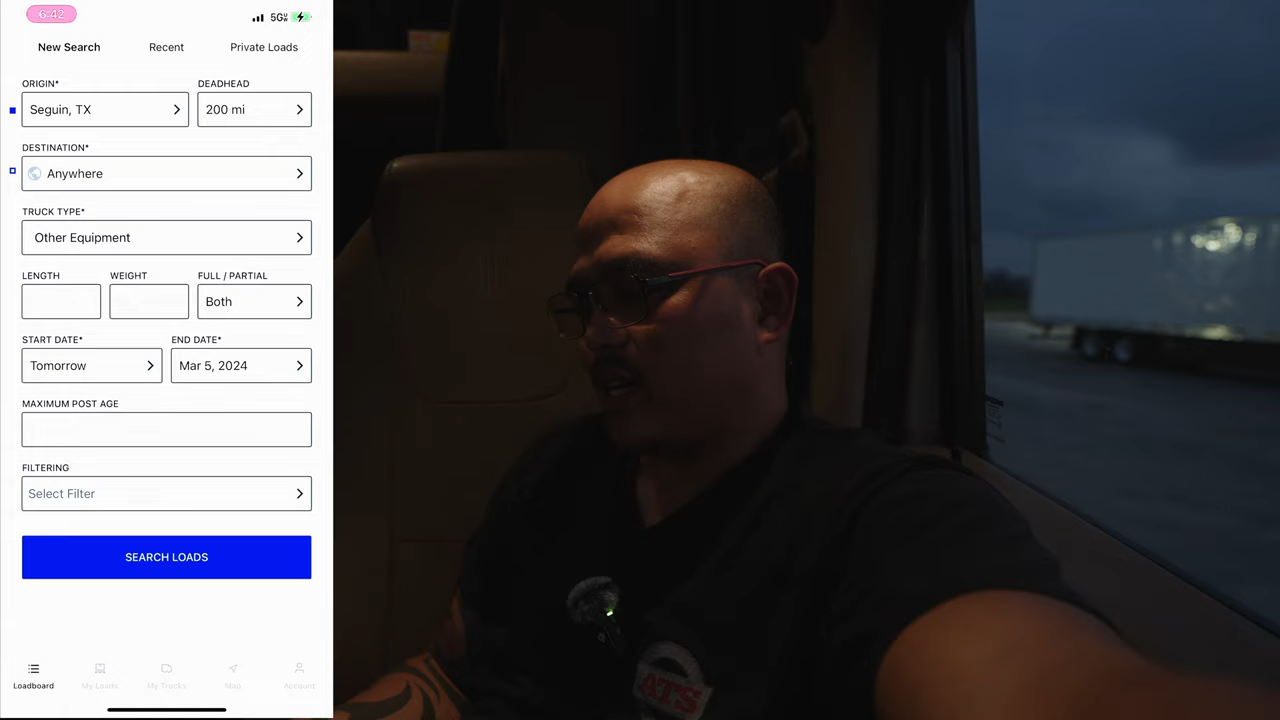 6:42
5G
New Search
Recent
Private Loads
ORIGIN*
DEADHEAD
Seguin, TX
200 mi
DESTINATION*
Anywhere
TRUCK TYPE*
Other Equipment
LENGTH
WEIGHT
FULL / PARTIAL
Both
START DATE*
END DATE*
Tomorrow
Mar 5, 2024
MAXIMUM POST AGE
FILTERING
Select Filter
SEARCH LOADS
Loadboard
My Loads
My Trucks
Map
Account
ATS